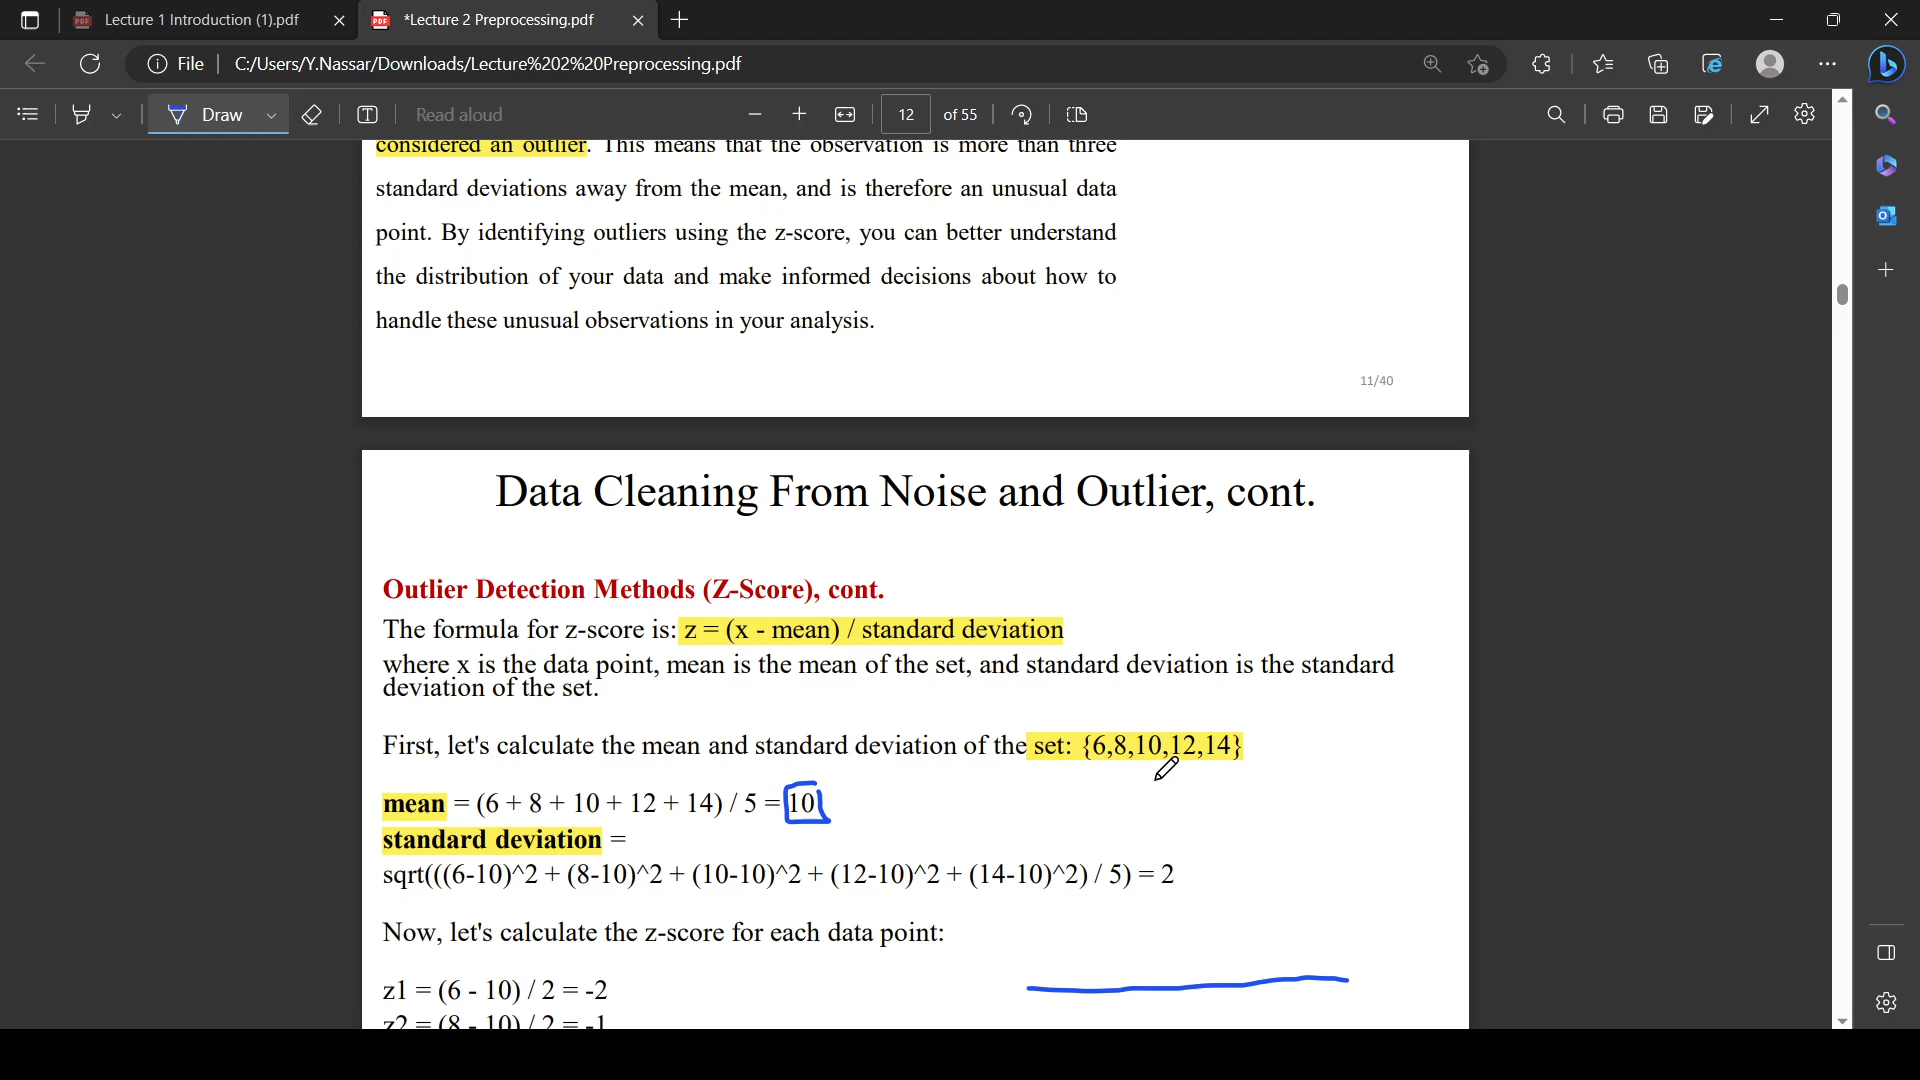 Lecture 1 Introduction (1).pdf
*Lecture 2 Preprocessing.pdf
File
C:/Users/Y.Nassar/Downloads/Lecture%202%20Preprocessing.pdf
Draw
Read aloud
12
of 55
considered an outlier. This means that the observation is more than three
standard deviations away from the mean, and is therefore an unusual data
point. By identifying outliers using the z-score, you can better understand
the distribution of your data and make informed decisions about how to
handle these unusual observations in your analysis.
11/40
Data Cleaning From Noise and Outlier, cont.
Outlier Detection Methods (Z-Score), cont.
The formula for z-score is: z = (x - mean) / standard deviation
where x is the data point, mean is the mean of the set, and standard deviation is the standard
deviation of the set.
First, let's calculate the mean and standard deviation of the set: {6,8,10,12,14}
mean = (6 + 8 + 10 + 12 + 14) / 5 = 10
standard deviation =
sqrt(((6-10)^2 + (8-10)^2 + (10-10)^2 + (12-10)^2 + (14-10)^2) / 5) = 2
Now, let's calculate the z-score for each data point:
z1 = (6 - 10) / 2 = -2
z2 = (8 - 10) / 2 = -1